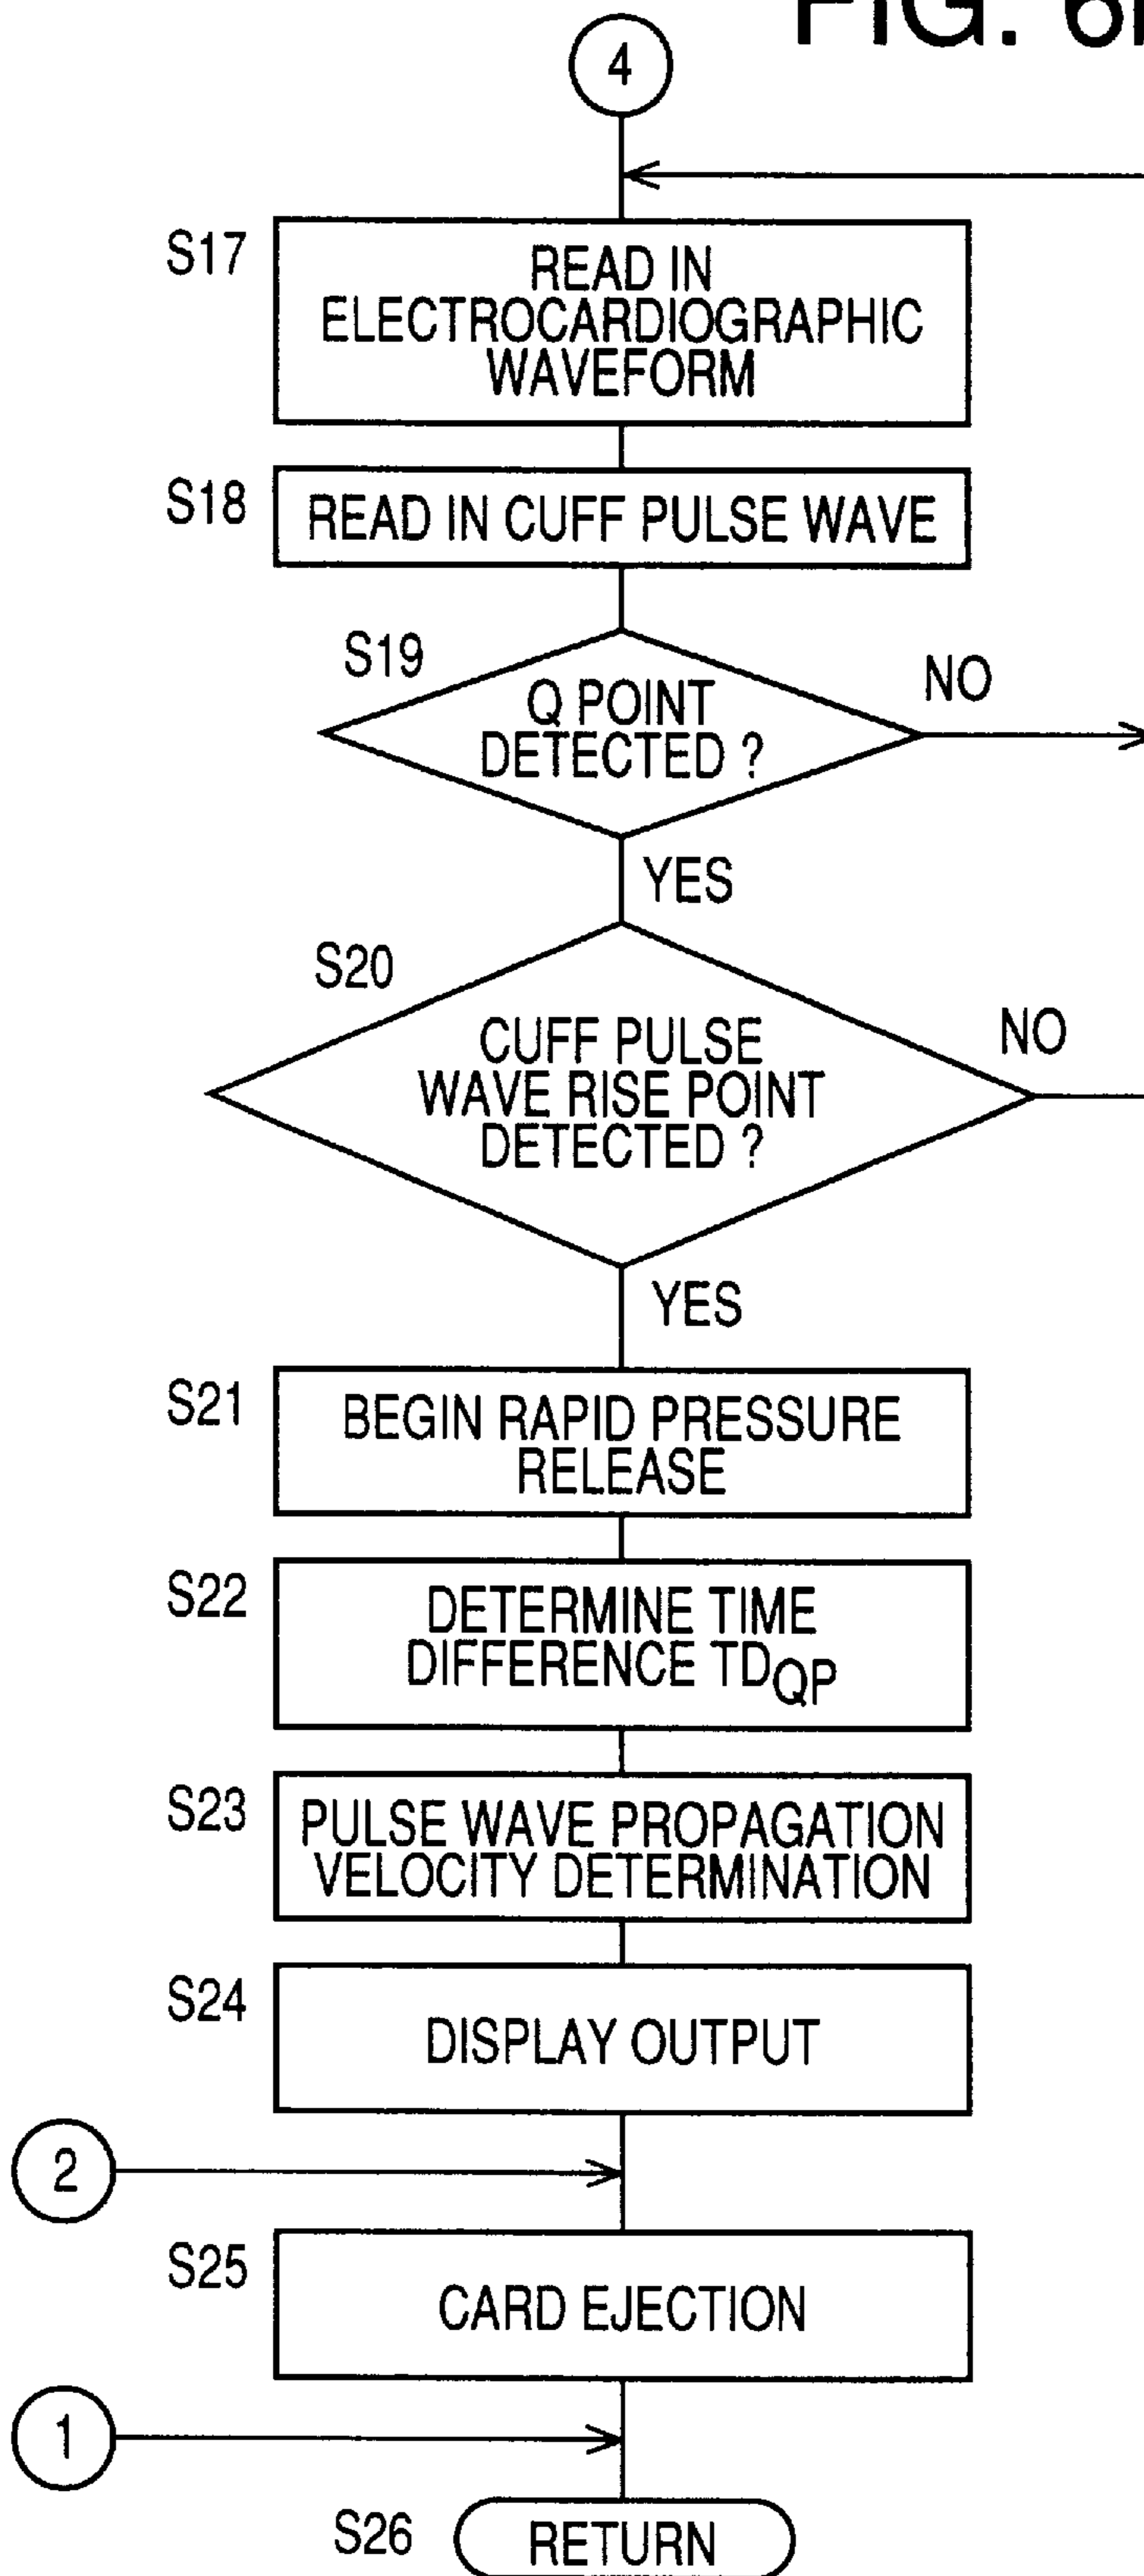 FIG. 6
4
S17
READ IN
ELECTROCARDIOGRAPHIC
WAVEFORM
S18
READ IN CUFF PULSE WAVE
S19
Q POINT
DETECTED ?
NO
YES
S20
CUFF PULSE
WAVE RISE POINT
DETECTED ?
NO
YES
S21
BEGIN RAPID PRESSURE
RELEASE
S22
DETERMINE TIME
DIFFERENCE TDQP
S23
PULSE WAVE PROPAGATION
VELOCITY DETERMINATION
S24
DISPLAY OUTPUT
2
S25
CARD EJECTION
1
S26
RETURN